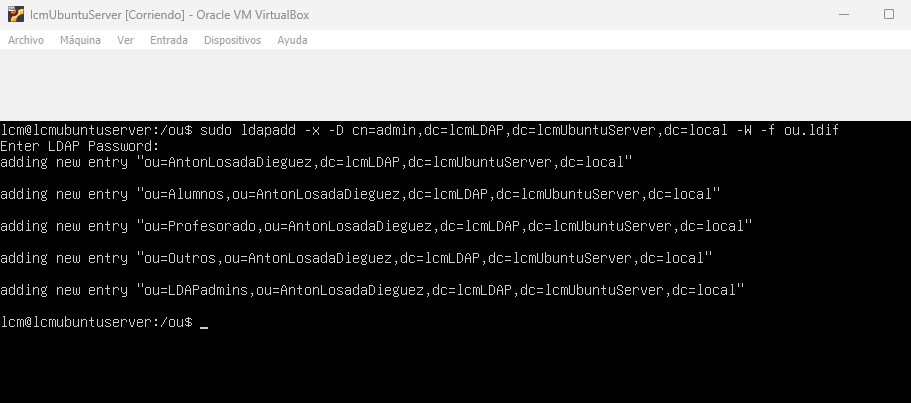 lcmUbuntuServer [Corriendo] - Oracle VM VirtualBox
Archivo Máquina Ver Entrada Dispositivos Ayuda
lcm@lcmubuntuserver:/ou$ sudo ldapadd -x -D cn=admin,dc=lcmLDAP,dc=lcmUbuntuServer,dc=local -W -f ou.ldif
Enter LDAP Password:
adding new entry "ou=AntonLosadaDieguez,dc=lcmLDAP,dc=lcmUbuntuServer,dc=local"
adding new entry "ou=Alumnos,ou=AntonLosadaDieguez,dc=lcmLDAP,dc=lcmUbuntuServer,dc=local"
adding new entry "ou=Profesorado,ou=AntonLosadaDieguez,dc=lcmLDAP,dc=lcmUbuntuServer,dc=local"
adding new entry "ou=Outros,ou=AntonLosadaDieguez,dc=lcmLDAP,dc=lcmUbuntuServer,dc=local"
adding new entry "ou=LDAPadmins,ou=AntonLosadaDieguez,dc=lcmLDAP,dc=lcmUbuntuServer,dc=local"
lcm@lcmubuntuserver:/ou$ _